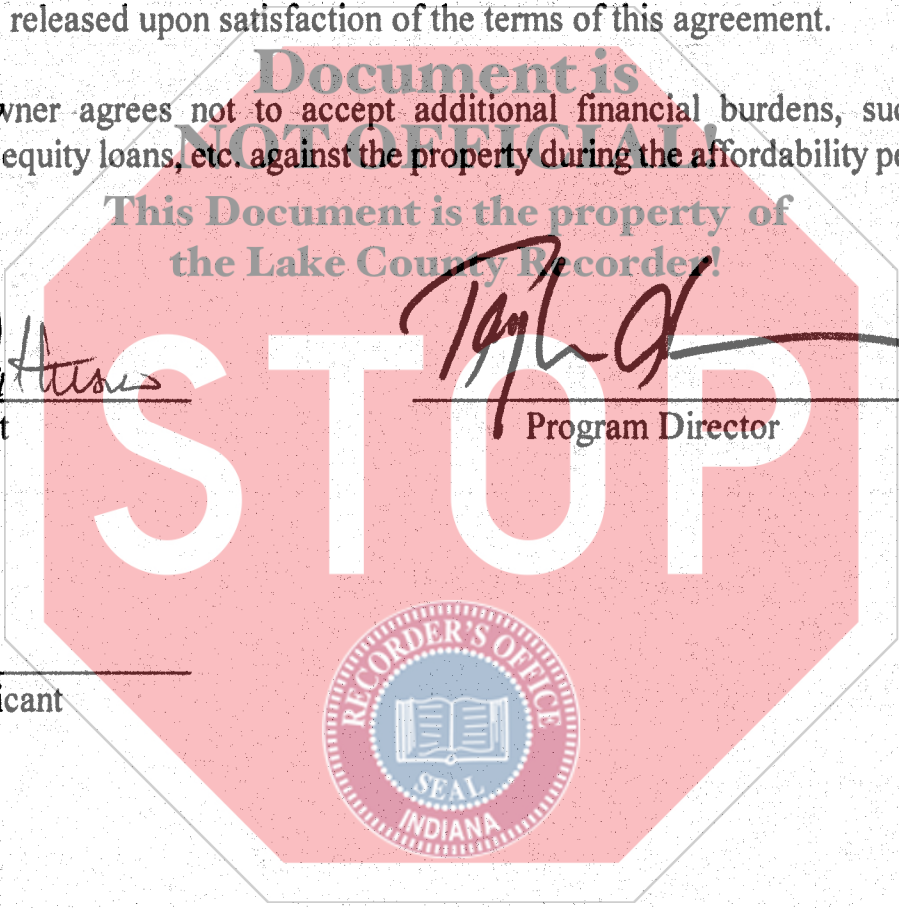 released upon satisfaction of the terms of this agreement.
Document is
wner agrees not to accept additional financial burdens, suc
NOT OFFICIAL!
equity loans, etc. against the property during the affordability pe
This Document is the property of
the Lake County Recorder!
STOP
t
Program Director
RECORDER'S OFFICE
icant
SEAL
INDIANA